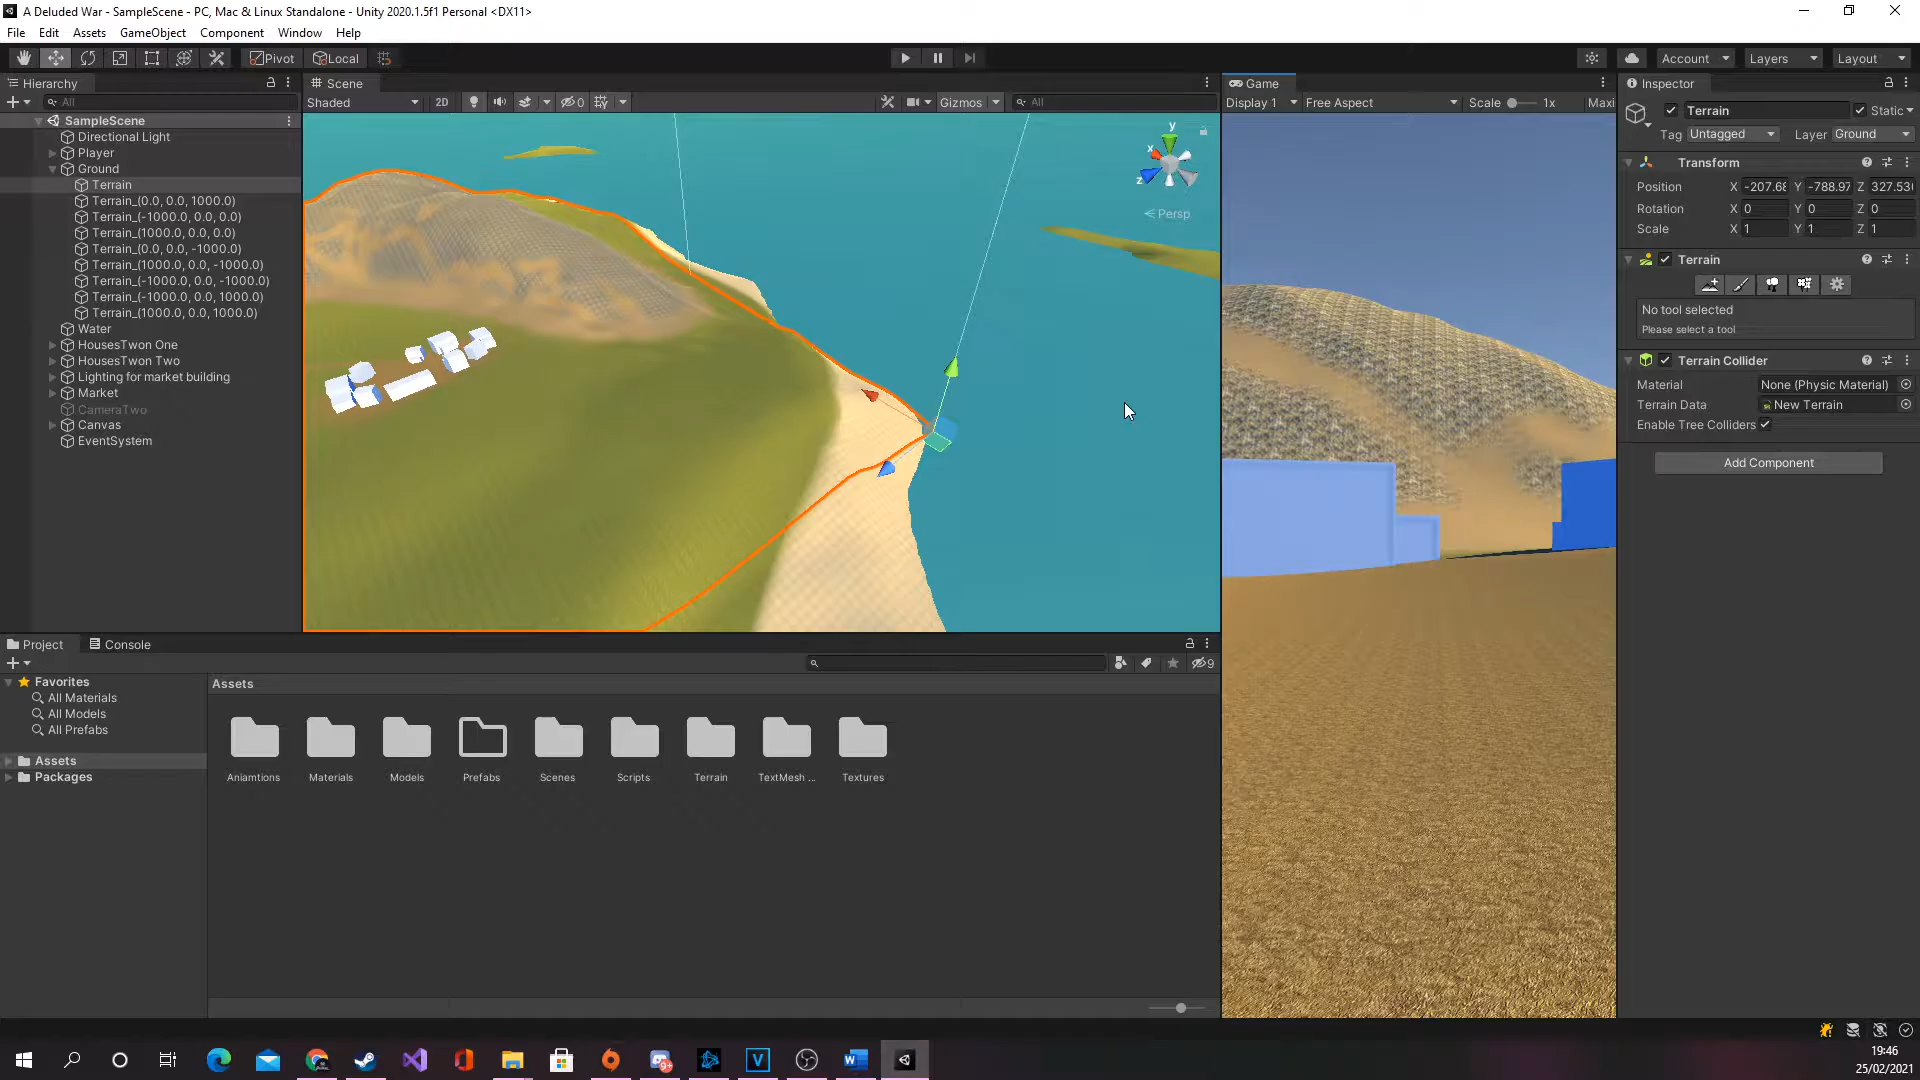 A Deluded War - SampleScene - PC, Mac & Linux Standalone - Unity 2020.1.5f1 Personal <DX11>
File Edit Assets GameObject Component Window Help
Pivot Local Account Layers Layout
Hierarchy
All
SampleScene
Directional Light
Player
Ground
Terrain
Terrain_(0.0, 0.0, 1000.0)
Terrain_(-1000.0, 0.0, 0.0)
Terrain_(1000.0, 0.0, 0.0)
Terrain_(0.0, 0.0, -1000.0)
Terrain_(1000.0, 0.0, -1000.0)
Terrain_(-1000.0, 0.0, -1000.0)
Terrain_(-1000.0, 0.0, 1000.0)
Terrain_(1000.0, 0.0, 1000.0)
Water
HousesTwon One
HousesTwon Two
Lighting for market building
Market
CameraTwo
Canvas
EventSystem
Scene
Shaded 2D 0 Gizmos All
y
x
z
Persp
Game
Display 1 Free Aspect Scale 1x Maxi
Inspector
Terrain Static
Tag Untagged Layer Ground
Transform
Position X -207.68 Y -788.97 Z 327.530
Rotation X 0 Y 0 Z 0
Scale X 1 Y 1 Z 1
Terrain
No tool selected
Please select a tool
Terrain Collider
Material None (Physic Material)
Terrain Data New Terrain
Enable Tree Colliders
Add Component
Project Console
9
Favorites
All Materials
All Models
All Prefabs
Assets
Packages
Assets
Aniamtions Materials Models Prefabs Scenes Scripts Terrain TextMesh ... Textures
19:46
25/02/2021